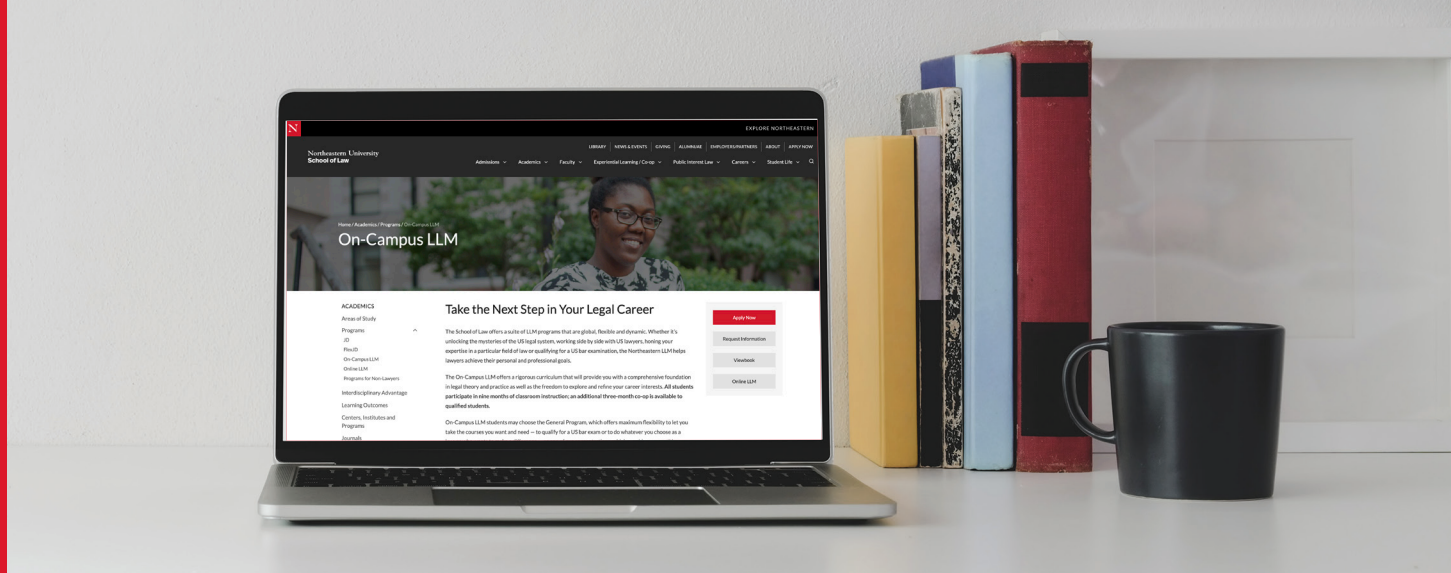 N
EXPLORE NORTHEASTERN
Northeastern University
School of Law
LIBRARY NEWS & EVENTS GIVING ALUMNI/AE EMPLOYERS/PARTNERS ABOUT APPLY NOW
Admissions Academics Faculty Experiential Learning / Co-op Public Interest Law Careers Student Life
Home / Academics / Programs / On-Campus LLM
On-Campus LLM
ACADEMICS
Areas of Study
Programs
JD
FlexJD
On-Campus LLM
Online LLM
Programs for Non-Lawyers
Interdisciplinary Advantage
Learning Outcomes
Centers, Institutes and
Programs
Journals
Take the Next Step in Your Legal Career
The School of Law offers a suite of LLM programs that are global, flexible and dynamic. Whether it's
unlocking the mysteries of the US legal system, working side by side with US lawyers, honing your
expertise in a particular field of law or qualifying for a US bar examination, the Northeastern LLM helps
lawyers achieve their personal and professional goals.
The On-Campus LLM offers a rigorous curriculum that will provide you with a comprehensive foundation
in legal theory and practice as well as the freedom to explore and refine your career interests. All students
participate in nine months of classroom instruction; an additional three-month co-op is available to
qualified students.
On-Campus LLM students may choose the General Program, which offers maximum flexibility to let you
take the courses you want and need — to qualify for a US bar exam or to do whatever you choose as a
Apply Now
Request Information
Viewbook
Online LLM